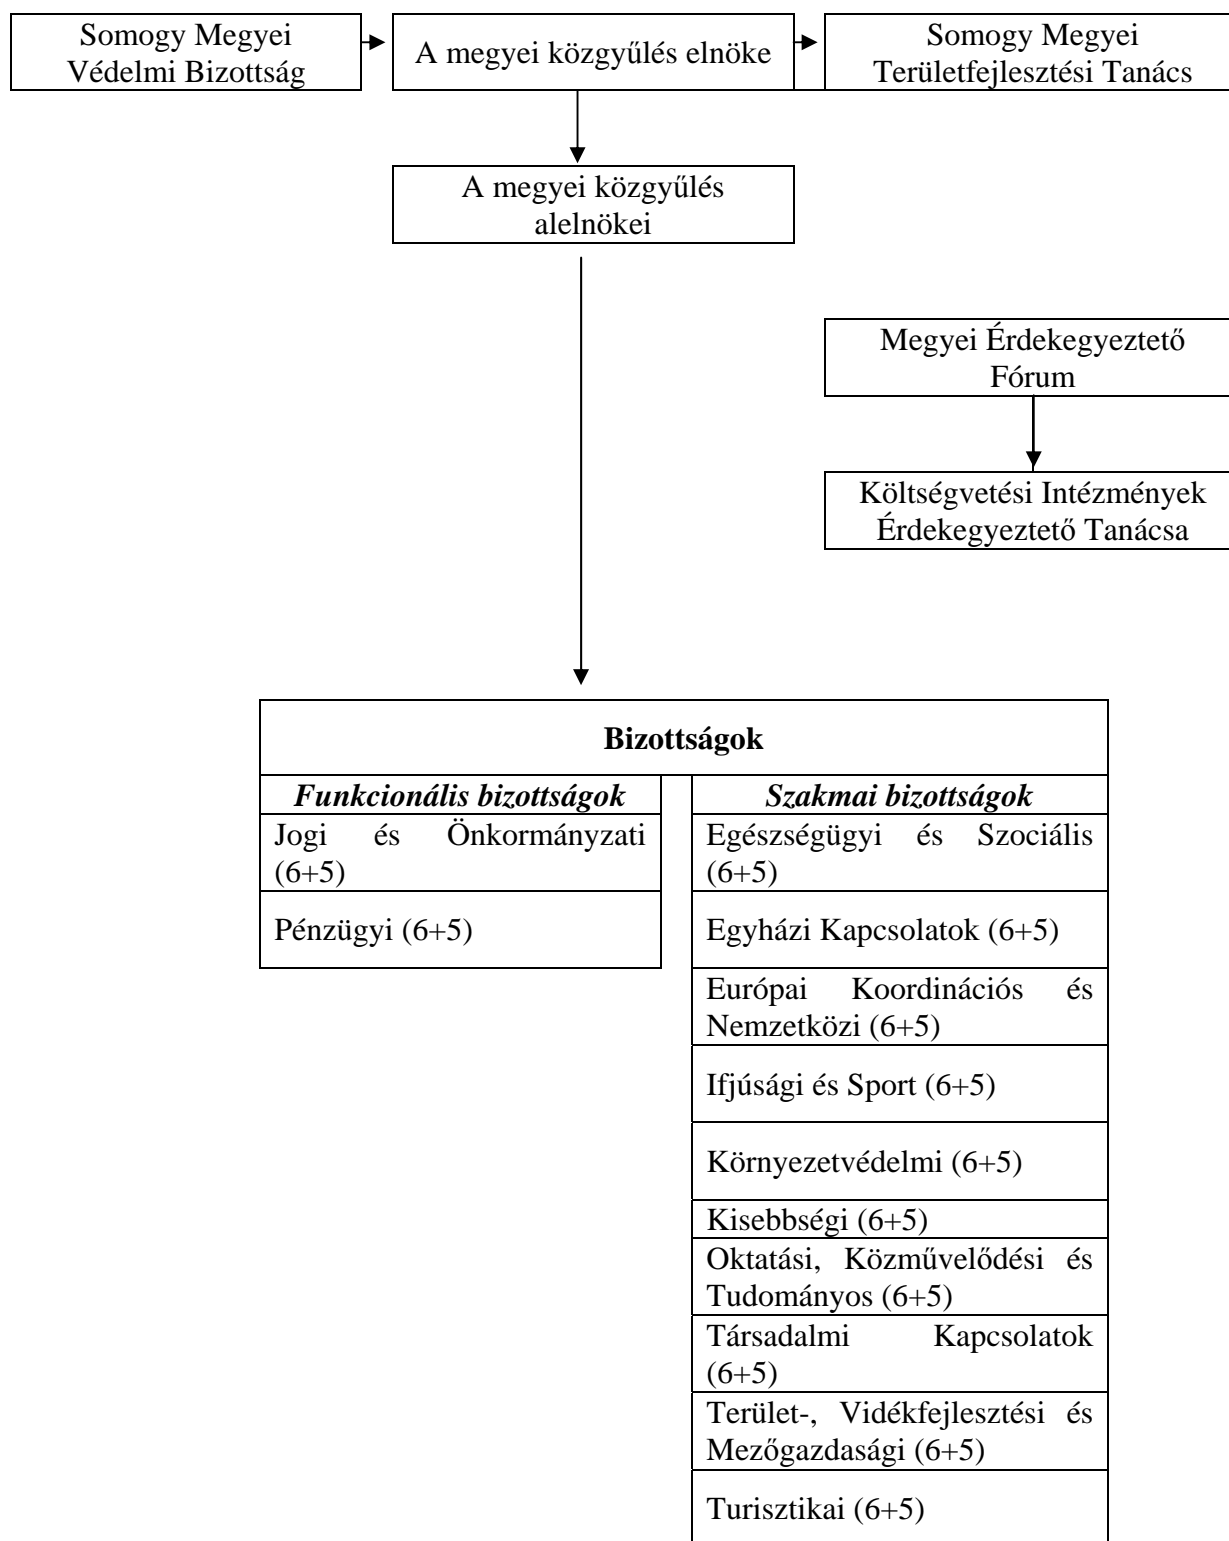 Somogy Megyei
Védelmi Bizottság
A megyei közgyűlés elnöke
Somogy Megyei
Területfejlesztési Tanács
A megyei közgyűlés
alelnökei
Megyei Érdekegyeztető
Fórum
Költségvetési Intézmények
Érdekegyeztető Tanácsa
Bizottságok
Funkcionális bizottságok
Jogi és Önkormányzati
(6+5)
Pénzügyi (6+5)
Szakmai bizottságok
Egészségügyi és Szociális
(6+5)
Egyházi Kapcsolatok (6+5)
Európai Koordinációs és
Nemzetközi (6+5)
Ifjúsági és Sport (6+5)
Környezetvédelmi (6+5)
Kisebbségi (6+5)
Oktatási, Közművelődési és
Tudományos (6+5)
Társadalmi Kapcsolatok
(6+5)
Terület-, Vidékfejlesztési és
Mezőgazdasági (6+5)
Turisztikai (6+5)